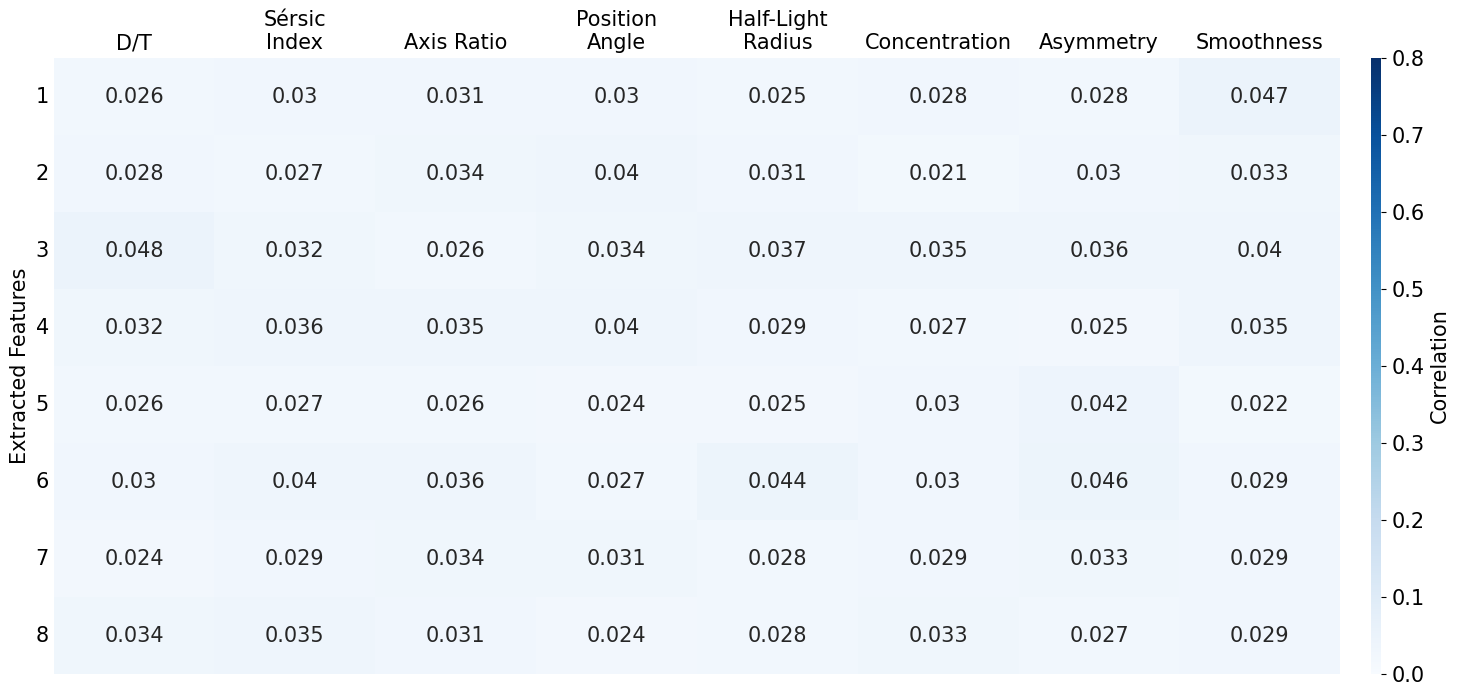 Sérsic
Position
Half-Light
D/T
Index
Axis Ratio
Angle
Radius
Concentration
Asymmetry
Smoothness
1 0.026 0.03 0.031 0.03 0.025 0.028 0.028 0.047
2 0.028 0.027 0.034 0.04 0.031 0.021 0.03 0.033
3 0.048 0.032 0.026 0.034 0.037 0.035 0.036 0.04
4 0.032 0.036 0.035 0.04 0.029 0.027 0.025 0.035
5 0.026 0.027 0.026 0.024 0.025 0.03 0.042 0.022
6 0.03 0.04 0.036 0.027 0.044 0.03 0.046 0.029
7 0.024 0.029 0.034 0.031 0.028 0.029 0.033 0.029
8 0.034 0.035 0.031 0.024 0.028 0.033 0.027 0.029
Extracted Features
0.8
0.7
0.6
0.5
0.4
0.3
0.2
0.1
0.0
Correlation